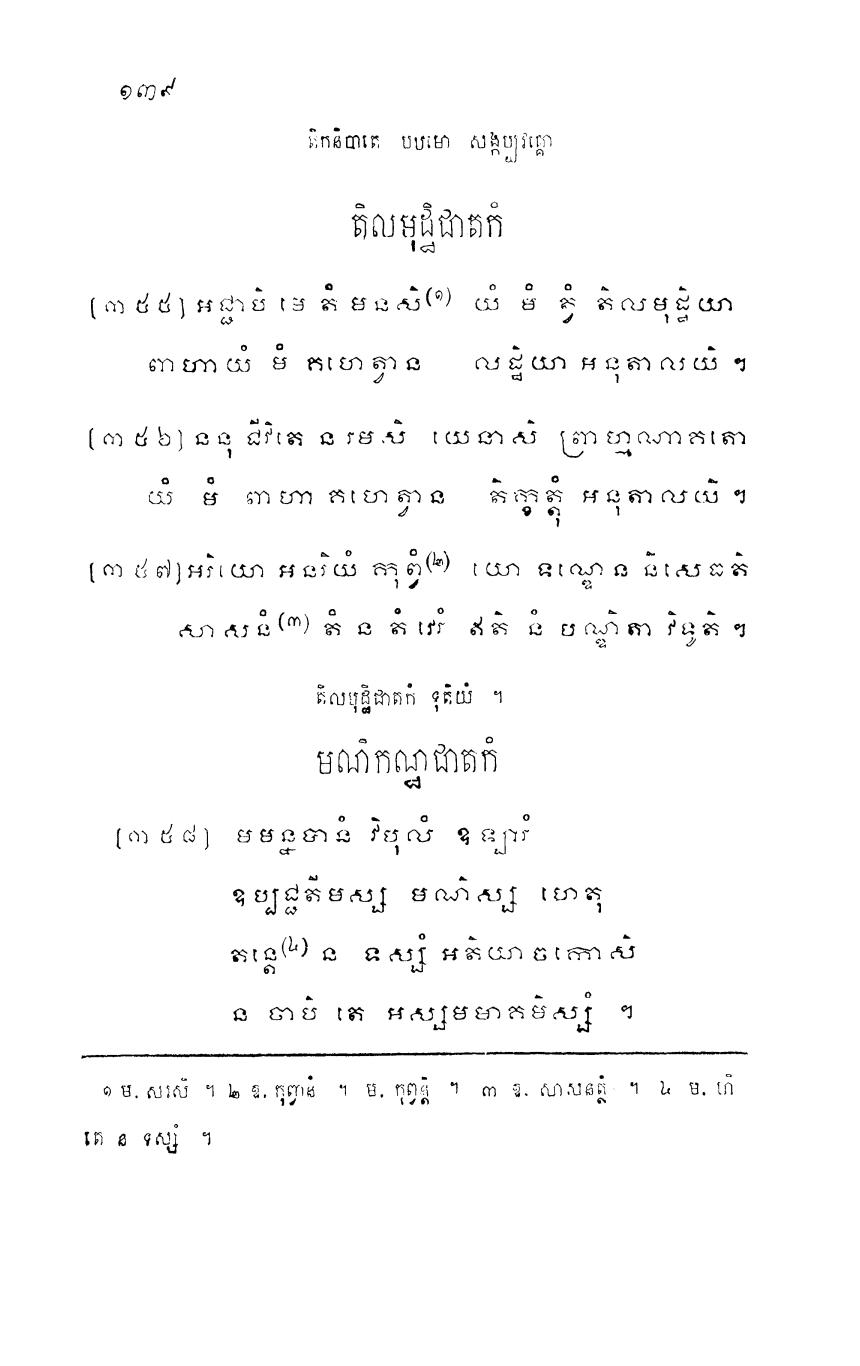 ១៣៩
តិកនិបាតេ បឋមោ សង្កប្បវគ្គោ
តិលមុដ្ឋិជាតកំ
[៣៥៥] អជ្ជាបិ មេ តំ មនសិ(១) យំ មំ ត្វំ តិលមុដ្ឋិយា
ពាហាយំ មំ គហេត្វាន លដ្ឋិយា អនុតាលយិ ។
[៣៥៦] ននុ ជីវិតេ ន រមសិ យេនាសិ ព្រាហ្មណាគតោ
យំ មំ ពាហា គហេត្វាន តិក្ខត្តុំ អនុតាលយិ ។
[៣៥៧] អរិយោ អនរិយំ កុព្វំ(២) យោ ទណ្ឌេន និសេធតិ
សាសនំ(៣) តំ ន តំ វេរំ ឥតិ នំ បណ្ឌិតា វិទូតិ ។
តិលមុដ្ឋិជាតកំ ទុតិយំ ។
មណិកណ្ឋជាតកំ
[៣៥៨] មមន្នបានំ វិបុលំ ឧឡារំ
ឧប្បជ្ជតីមស្ស មណិស្ស ហេតុ
តន្តេ(៤) ន ទស្សំ អតិយាចកោសិ
ន ចាបិ តេ អស្សមមាគមិស្សំ ។
១ ម. សរសិ ។ ២ ឧ. កុព្វានំ ។ ម. កុព្វន្តំ ។ ៣ ឧ. សាសនត្ថំ ។ ៤ ម. ហិ
តេ ន ទស្សំ ។